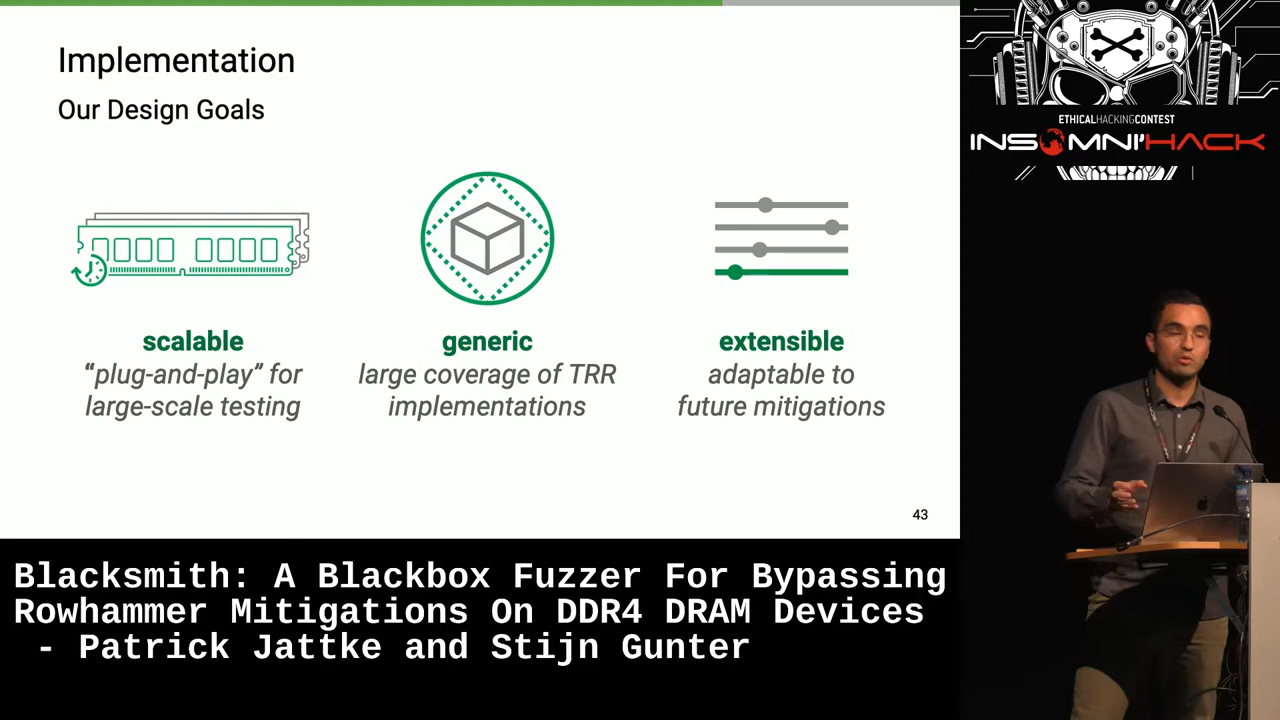 Implementation
Our Design Goals
scalable
“plug-and-play” for
large-scale testing
generic
large coverage of TRR
implementations
extensible
adaptable to
future mitigations
43
ETHICALHACKINGCONTEST
INSOMNI'HACK
Blacksmith: A Blackbox Fuzzer For Bypassing
Rowhammer Mitigations On DDR4 DRAM Devices
- Patrick Jattke and Stijn Gunter